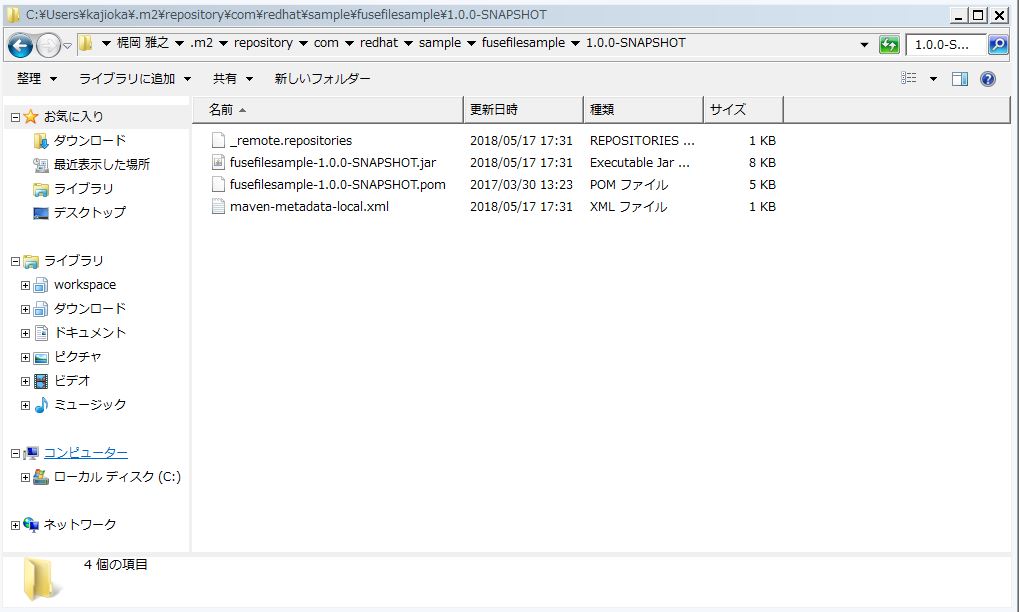 C:¥Users¥kajioka¥.m2¥repository¥com¥redhat¥sample¥fusefilesample¥1.0.0-SNAPSHOT
梶岡 雅之 .m2 repository com redhat sample fusefilesample 1.0.0-SNAPSHOT 1.0.0-S...
整理 ライブラリに追加 共有 新しいフォルダー
お気に入り
ダウンロード
最近表示した場所
ライブラリ
デスクトップ
ライブラリ
workspace
ダウンロード
ドキュメント
ピクチャ
ビデオ
ミュージック
コンピューター
ローカル ディスク (C:)
ネットワーク
名前 更新日時 種類 サイズ
_remote.repositories 2018/05/17 17:31 REPOSITORIES ... 1 KB
fusefilesample-1.0.0-SNAPSHOT.jar 2018/05/17 17:31 Executable Jar ... 8 KB
fusefilesample-1.0.0-SNAPSHOT.pom 2017/03/30 13:23 POM ファイル 5 KB
maven-metadata-local.xml 2018/05/17 17:31 XML ファイル 1 KB
4 個の項目